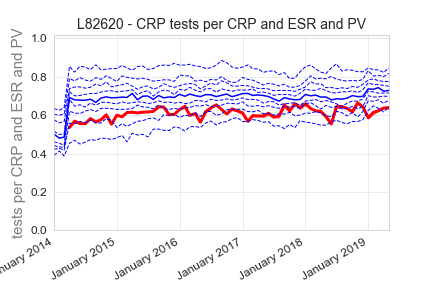 L82620 - CRP tests per CRP and ESR and PV
tests per CRP and ESR and PV
1.0
0.8
0.6
0.4
0.2
0.0
nuary 2014
January 2015
January 2016
January 2017
January 2018
January 2019